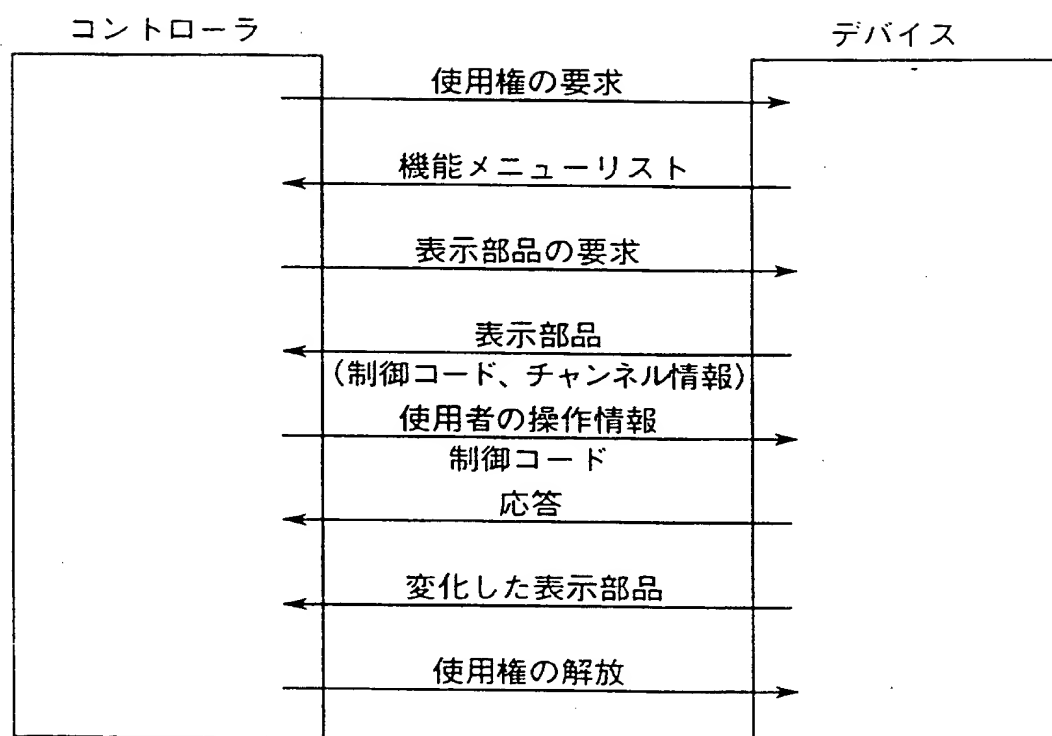 コントローラ
デバイス
使用権の要求
機能メニューリスト
表示部品の要求
表示部品
(制御コード、チャンネル情報)
使用者の操作情報
制御コード
応答
変化した表示部品
使用権の解放